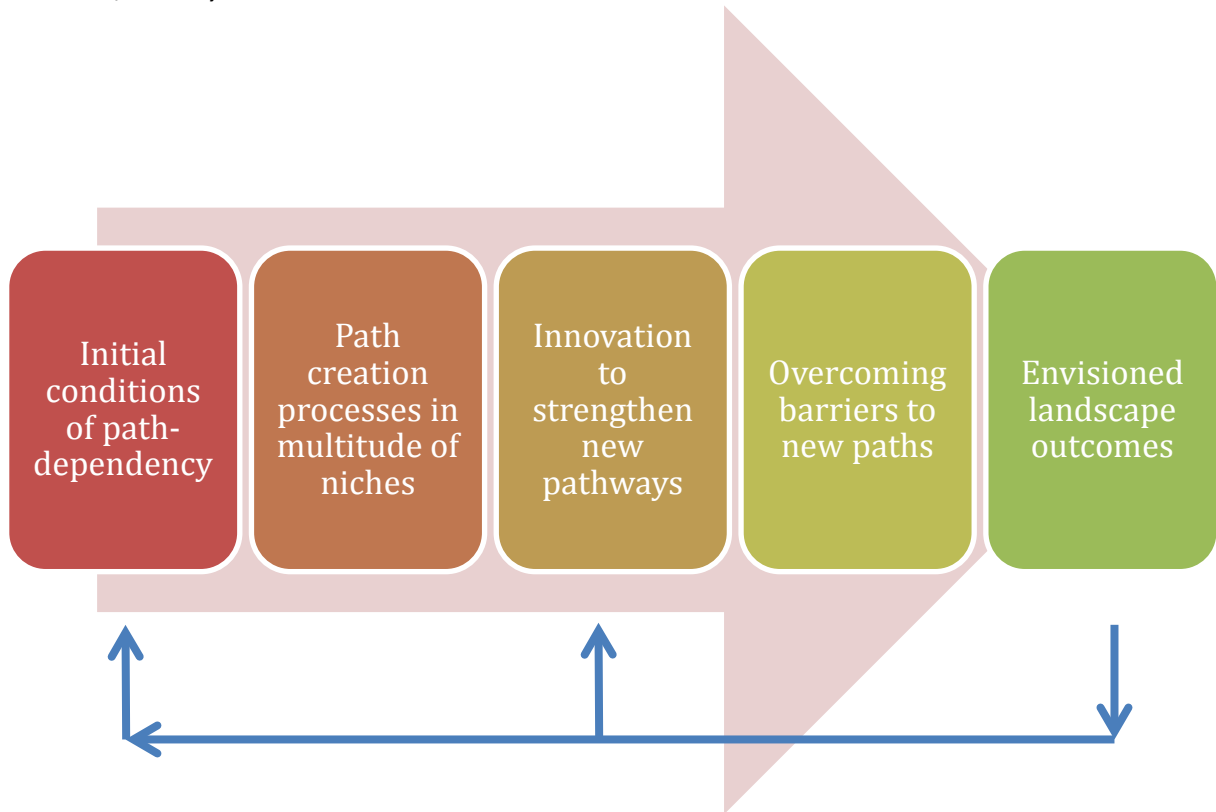 Initial
conditions
of path-
dependency
Path
creation
processes in
multitude of
niches
Innovation
to
strengthen
new
pathways
Overcoming
barriers to
new paths
Envisioned
landscape
outcomes